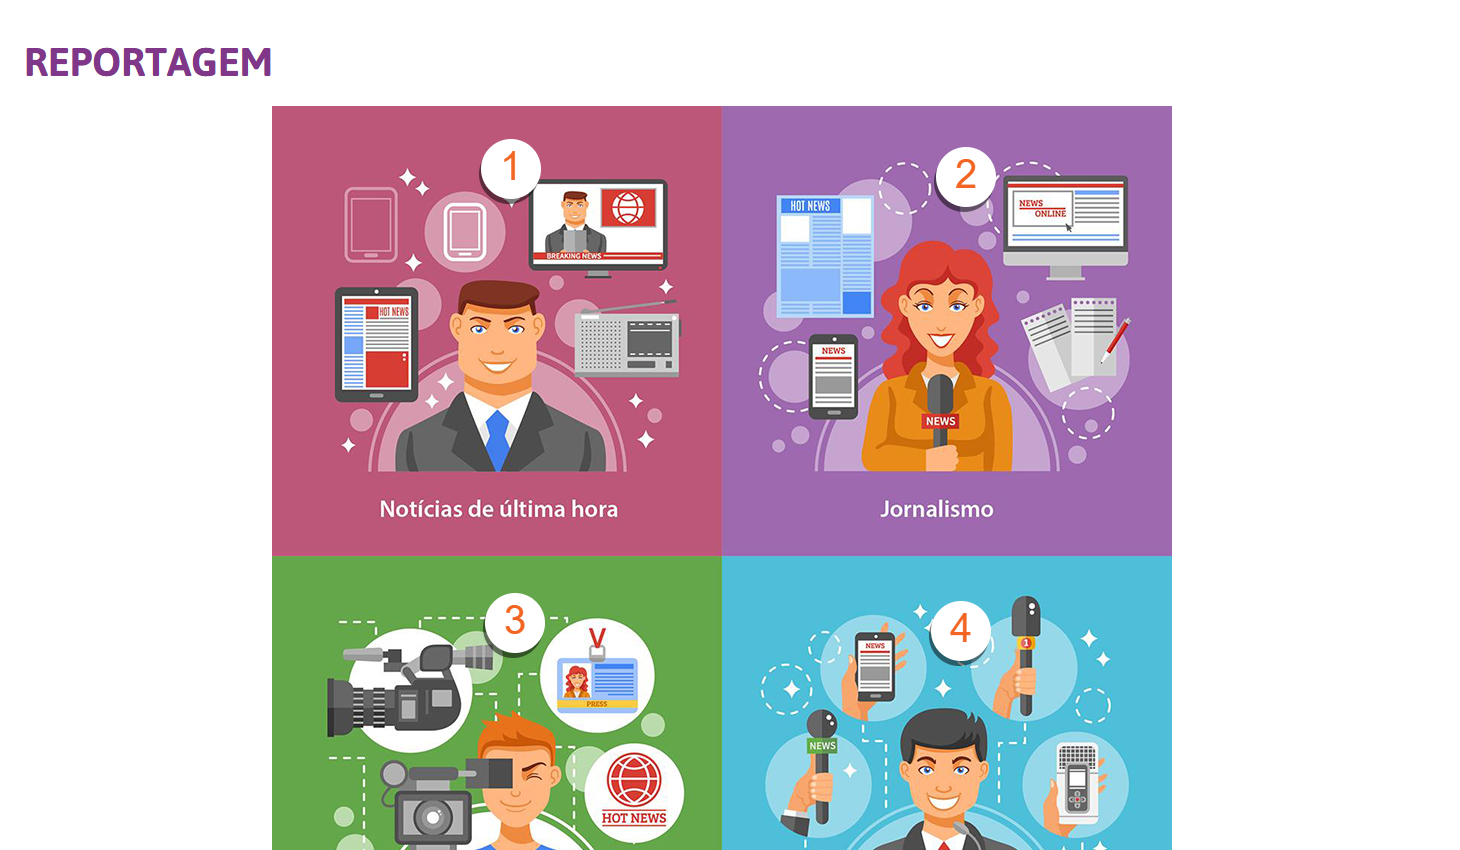 REPORTAGEM
1
BREAKING NEWS
HOT NEWS
Notícias de última hora
2
HOT NEWS
NEWS
ONLINE
NEWS
NEWS
Jornalismo
3
PRESS
HOT NEWS
4
NEWS
1
NEWS